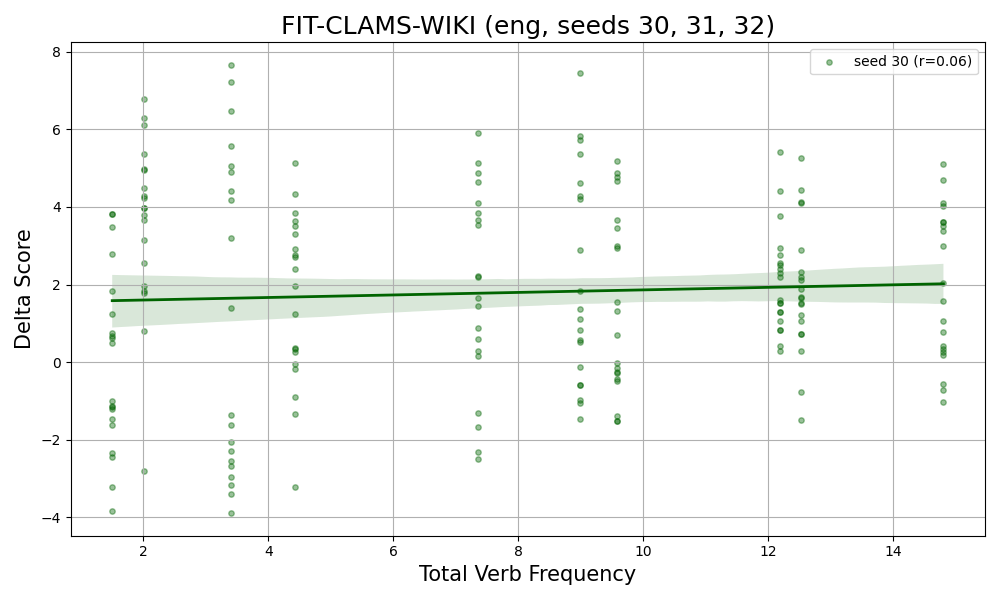 FIT-CLAMS-WIKI (eng, seeds 30, 31, 32)
seed 30 (r=0.06)
8
6
4
2
0
−2
−4
Delta Score
2 4 6 8 10 12 14
Total Verb Frequency